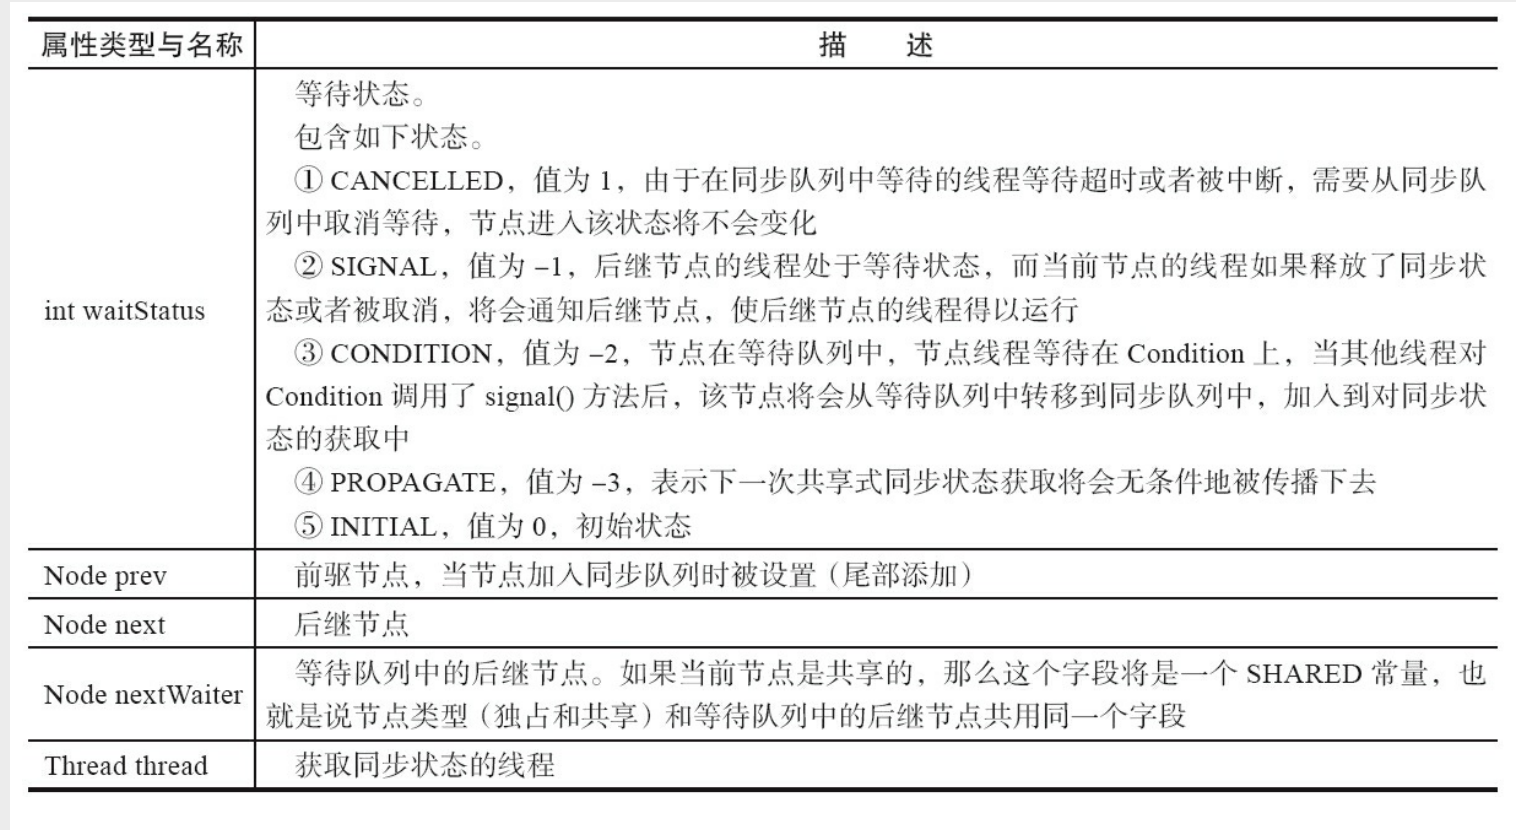 属性类型与名称 描 述
等待状态。
包含如下状态。
① CANCELLED，值为 1，由于在同步队列中等待的线程等待超时或者被中断，需要从同步队
列中取消等待，节点进入该状态将不会变化
② SIGNAL，值为 –1，后继节点的线程处于等待状态，而当前节点的线程如果释放了同步状
int waitStatus 态或者被取消，将会通知后继节点，使后继节点的线程得以运行
③ CONDITION，值为 –2，节点在等待队列中，节点线程等待在 Condition 上，当其他线程对
Condition 调用了 signal() 方法后，该节点将会从等待队列中转移到同步队列中，加入到对同步状
态的获取中
④ PROPAGATE，值为 –3，表示下一次共享式同步状态获取将会无条件地被传播下去
⑤ INITIAL，值为 0，初始状态
Node prev 前驱节点，当节点加入同步队列时被设置（尾部添加）
Node next 后继节点
等待队列中的后继节点。如果当前节点是共享的，那么这个字段将是一个 SHARED 常量，也
Node nextWaiter 就是说节点类型（独占和共享）和等待队列中的后继节点共用同一个字段
Thread thread 获取同步状态的线程